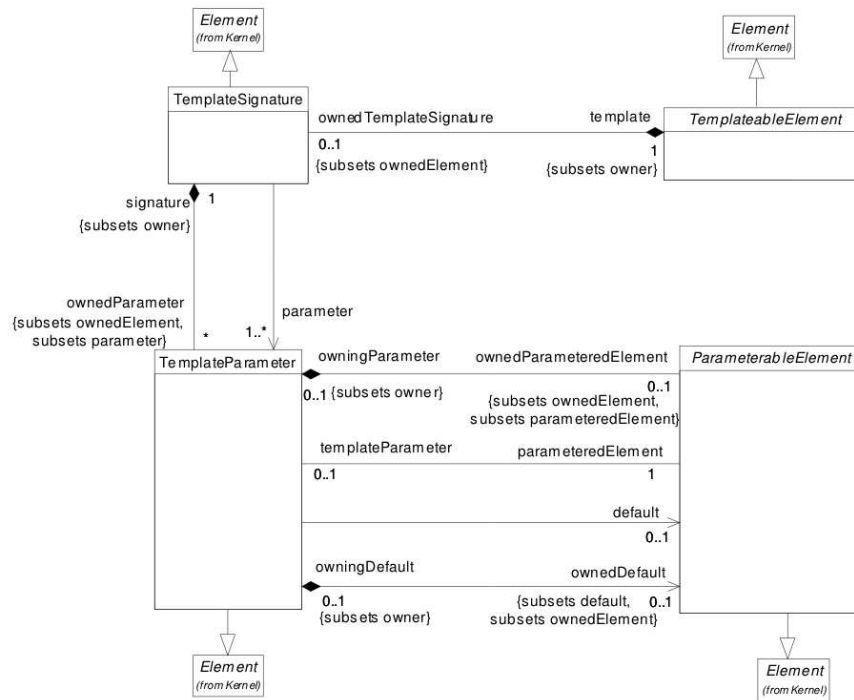 Element
(from Kernel)
Element
(from Kernel)
TemplateSignature
ownedTemplateSignature
template
TemplateableElement
0..1
1
{subsets ownedElement}
{subsets owner}
signature
1
{subsets owner}
ownedParameter
{subsets ownedElement,
subsets parameter}
*
1..*
parameter
TemplateParameter
owningParameter
ownedParameteredElement
ParameterableElement
0..1
{subsets owner}
0..1
{subsets ownedElement,
subsets parameteredElement}
templateParameter
parameteredElement
0..1
1
default
0..1
owningDefault
ownedDefault
0..1
{subsets owner}
{subsets default,
subsets ownedElement}
0..1
Element
(from Kernel)
Element
(from Kernel)